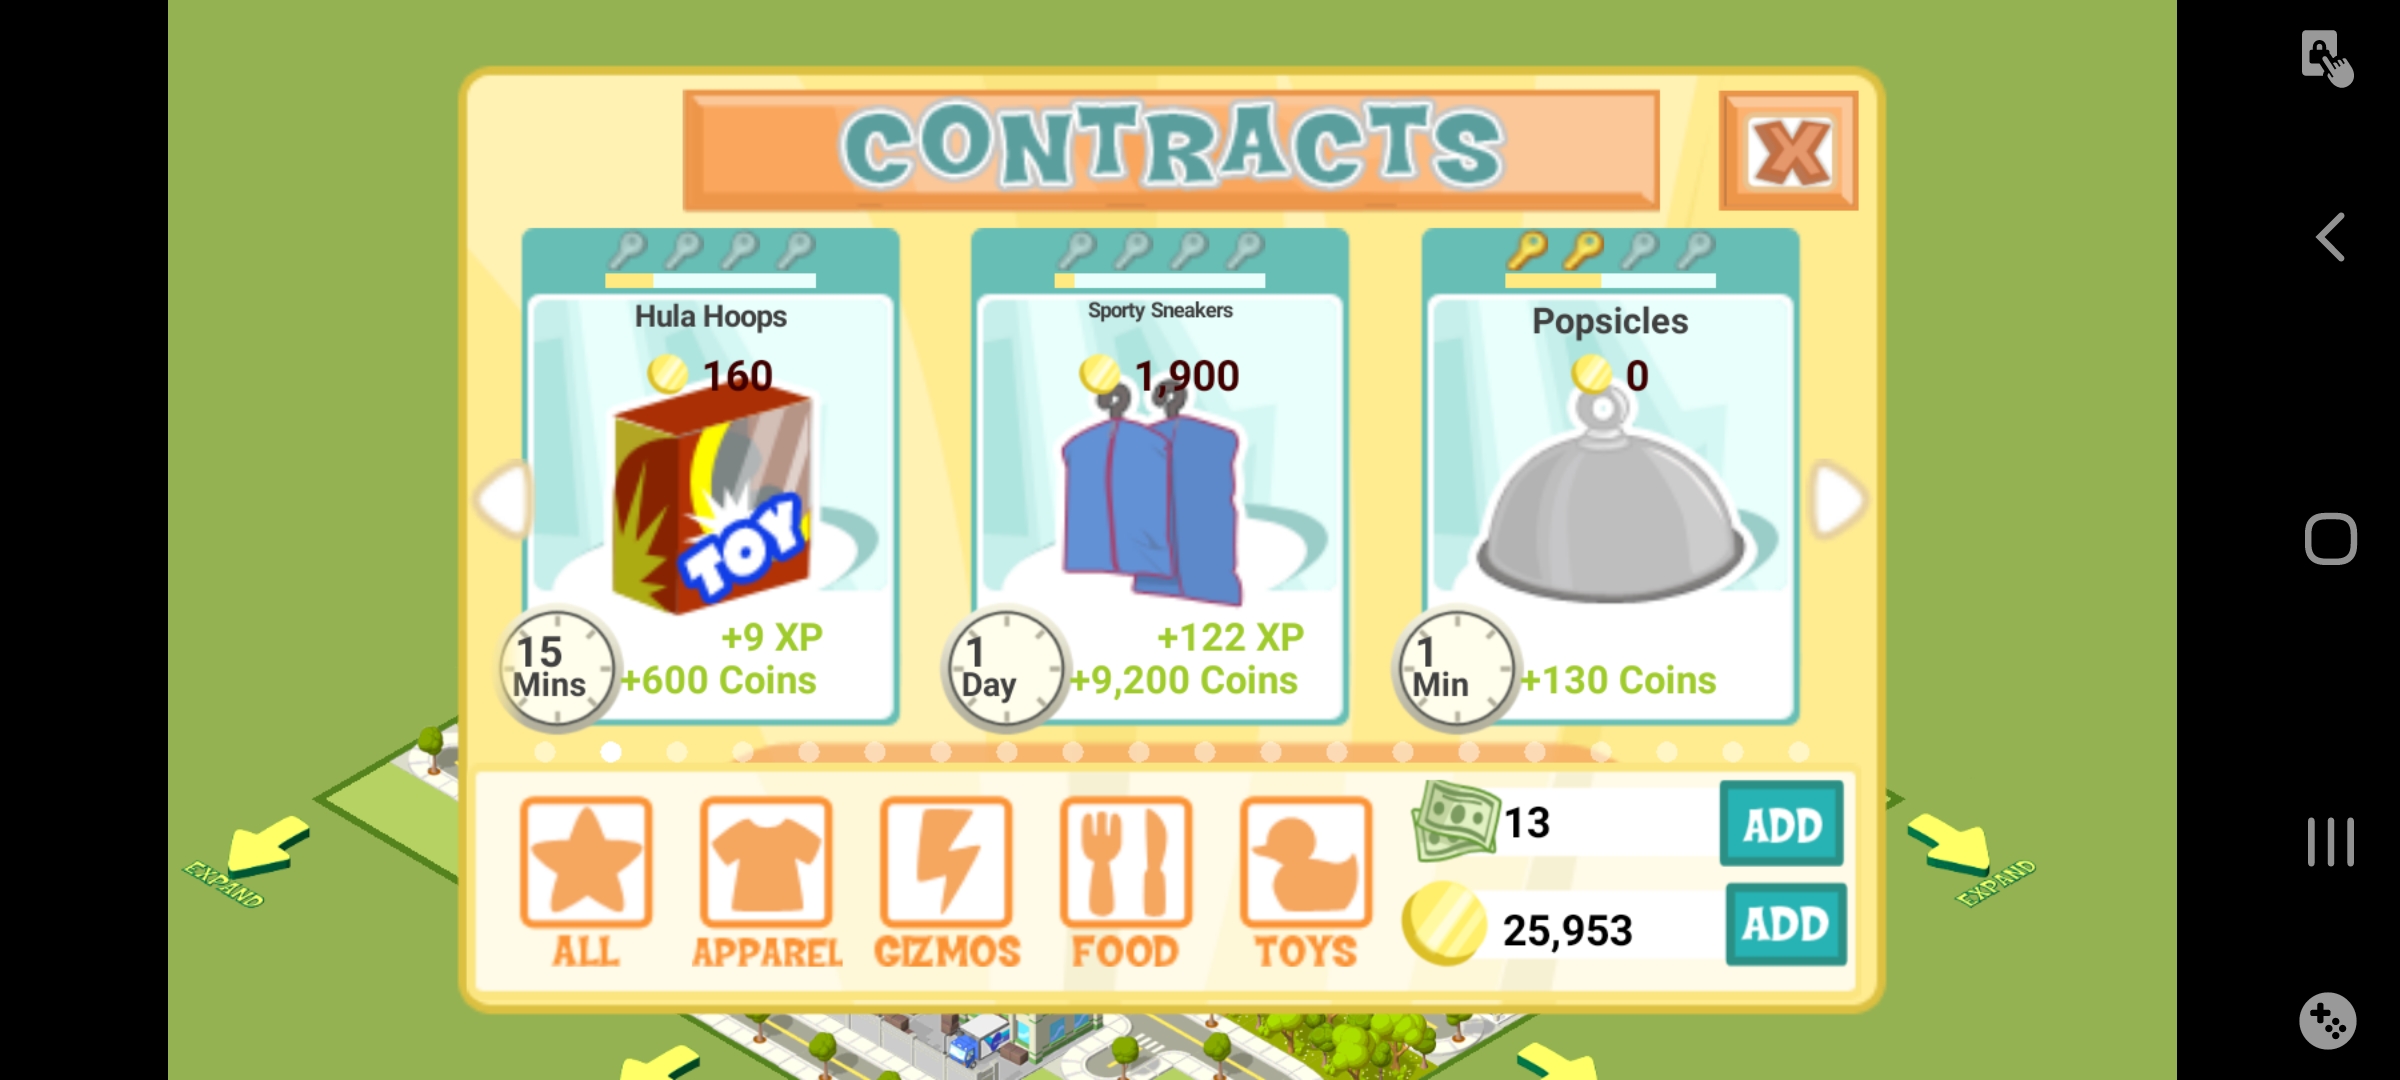 CONTRACTS
X
Hula Hoops
160
TOY
15
Mins
+9 XP
+600 Coins
Sporty Sneakers
1,900
1
Day
+122 XP
+9,200 Coins
Popsicles
0
1
Min
+130 Coins
EXPAND
EXPAND
ALL
APPAREL
GIZMOS
FOOD
TOYS
13
ADD
25,953
ADD